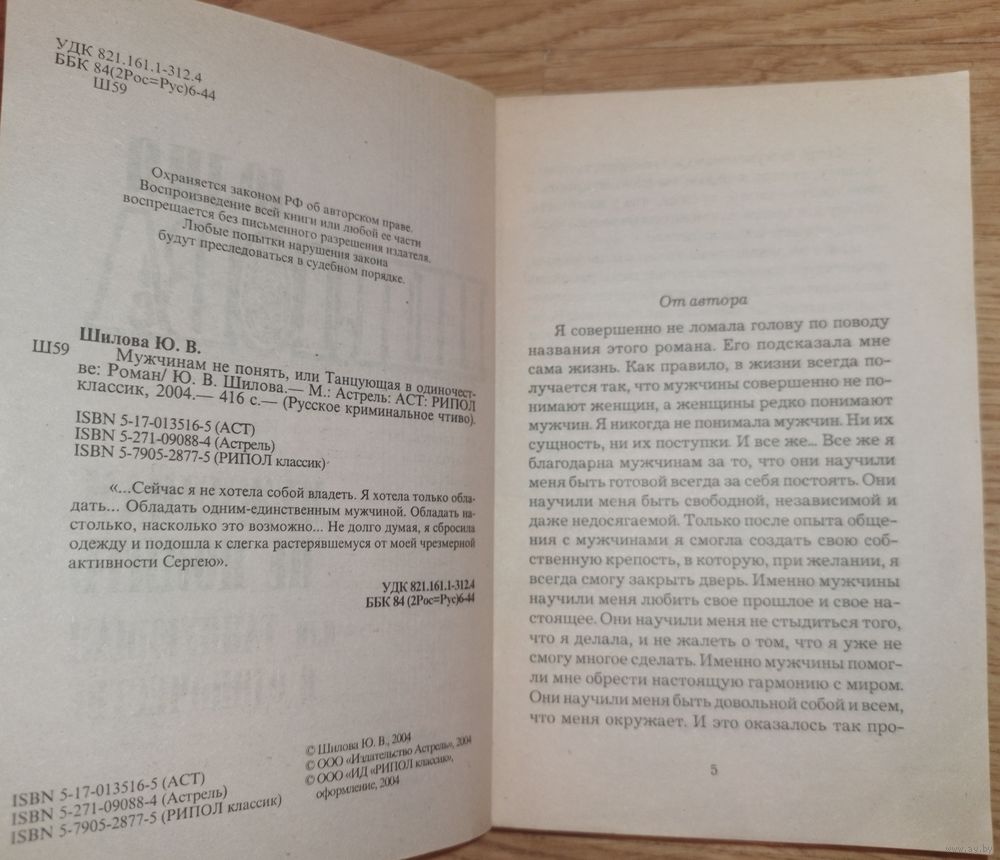 УДК 821.161.1-312.4
ББК 84(2Рос=Рус)6-44
Ш59
Охраняется законом РФ об авторском праве.
Воспроизведение всей книги или любой ее части
воспрещается без письменного разрешения издателя.
Любые попытки нарушения закона
будут преследоваться в судебном порядке.
Шилова Ю. В.
Ш59
Мужчинам не понять, или Танцующая в одиночест-
ве: Роман/ Ю. В. Шилова.— М.: Астрель: АСТ: РИПОЛ
классик, 2004.— 416 с.— (Русское криминальное чтиво).
ISBN 5-17-013516-5 (АСТ)
ISBN 5-271-09088-4 (Астрель)
ISBN 5-7905-2877-5 (РИПОЛ классик)
«...Сейчас я не хотела собой владеть. Я хотела только обла-
дать... Обладать одним-единственным мужчиной. Обладать на-
столько, насколько это возможно... Не долго думая, я сбросила
одежду и подошла к слегка растерявшемуся от моей чрезмерной
активности Сергею».
УДК 821.161.1-312.4
ББК 84 (2Рос=Рус)6-44
© Шилова Ю. В., 2004
© ООО «Издательство Астрель», 2004
© ООО «ИД «РИПОЛ классик»,
оформление, 2004
ISBN 5-17-013516-5 (АСТ)
ISBN 5-271-09088-4 (Астрель)
ISBN 5-7905-2877-5 (РИПОЛ классик)
От автора
Я совершенно не ломала голову по поводу
названия этого романа. Его подсказала мне
сама жизнь. Как правило, в жизни всегда по-
лучается так, что мужчины совершенно не по-
нимают женщин, а женщины редко понимают
мужчин. Я никогда не понимала мужчин. Ни их
сущность, ни их поступки. И все же... Все же я
благодарна мужчинам за то, что они научили
меня быть готовой всегда за себя постоять. Они
научили меня быть свободной, независимой и
даже недосягаемой. Только после опыта обще-
ния с мужчинами я смогла создать свою соб-
ственную крепость, в которую, при желании, я
всегда смогу закрыть дверь. Именно мужчины
научили меня любить свое прошлое и свое на-
стоящее. Они научили меня не стыдиться того,
что я делала, и не жалеть о том, что я уже не
смогу многое сделать. Именно мужчины помог-
ли мне обрести настоящую гармонию с миром.
Они научили меня быть довольной собой и всем,
что меня окружает. И это оказалось так про-
5
www.av.by